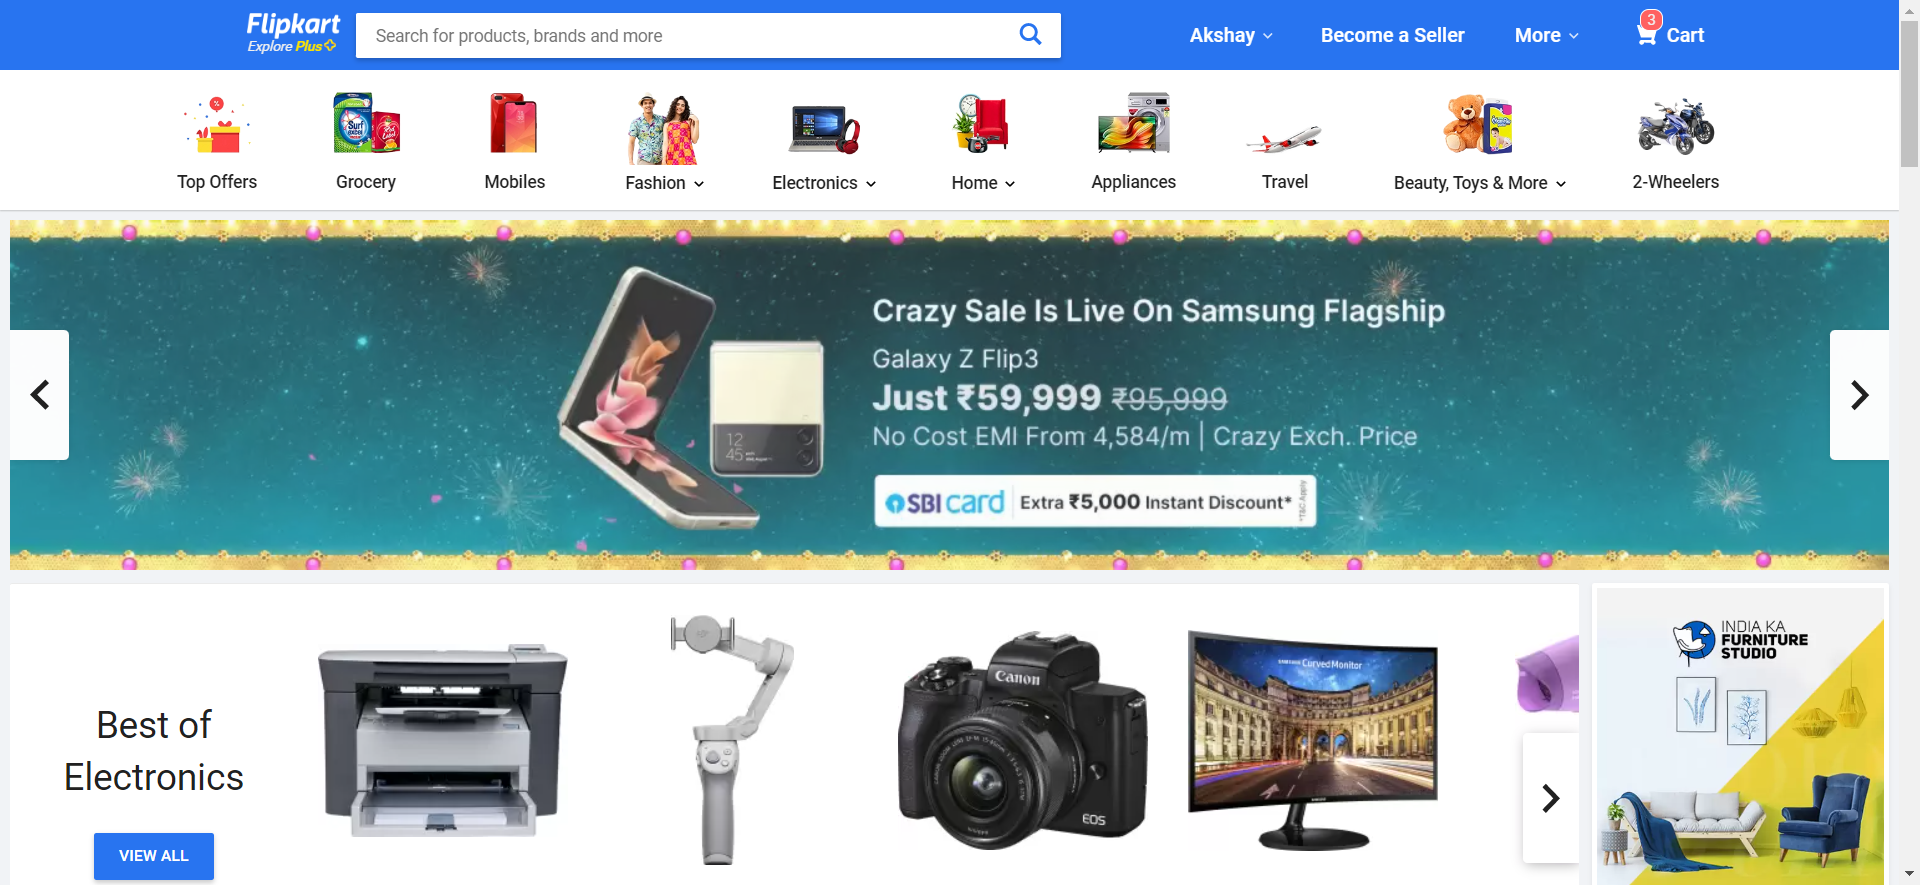 Flipkart
Explore Plus
Search for products, brands and more
Akshay
Become a Seller
More
3
Cart
Top Offers
Grocery
Mobiles
Fashion
Electronics
Home
Appliances
Travel
Beauty, Toys & More
2-Wheelers
Surf excel
Crazy Sale Is Live On Samsung Flagship
Galaxy Z Flip3
Just ₹59,999 ₹95,999
No Cost EMI From 4,584/m | Crazy Exch. Price
SBI card Extra ₹5,000 Instant Discount*
*T&C Apply
12
45
Best of
Electronics
VIEW ALL
Canon
EOS
SAMSUNG Curved Monitor
INDIA KA
FURNITURE
STUDIO